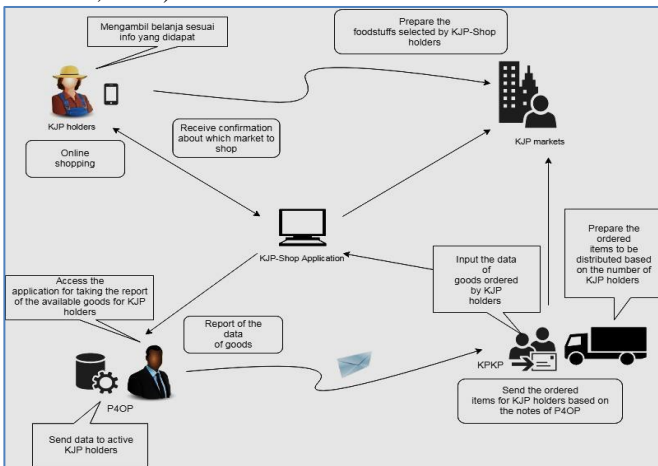 Mengambil belanja sesuai
info yang didapat
Prepare the
foodstuffs selected by KJP-Shop
holders
KJP holders
KJP markets
Receive confirmation
about which market to
shop
Online
shopping
Prepare the
ordered
items to be
distributed based
on the number of
KJP holders
KJP-Shop Application
Input the data
of
goods ordered
by KJP
holders
Access the
application for taking the report
of the available goods for KJP
holders
Report of the
data
of goods
KPKP
P4OP
Send the ordered
items for KJP holders based on
the notes of P4OP
Send data to active
KJP holders